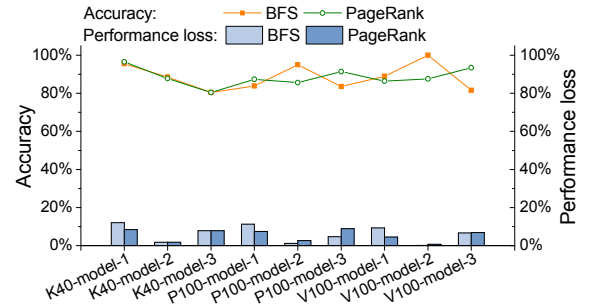 Accuracy: BFS PageRank
Performance loss: BFS PageRank
100% 100%
80% 80%
60% 60%
40% 40%
20% 20%
0% 0%
Accuracy
Performance loss
K40-model-1
K40-model-2
K40-model-3
P100-model-1
P100-model-2
P100-model-3
V100-model-1
V100-model-2
V100-model-3